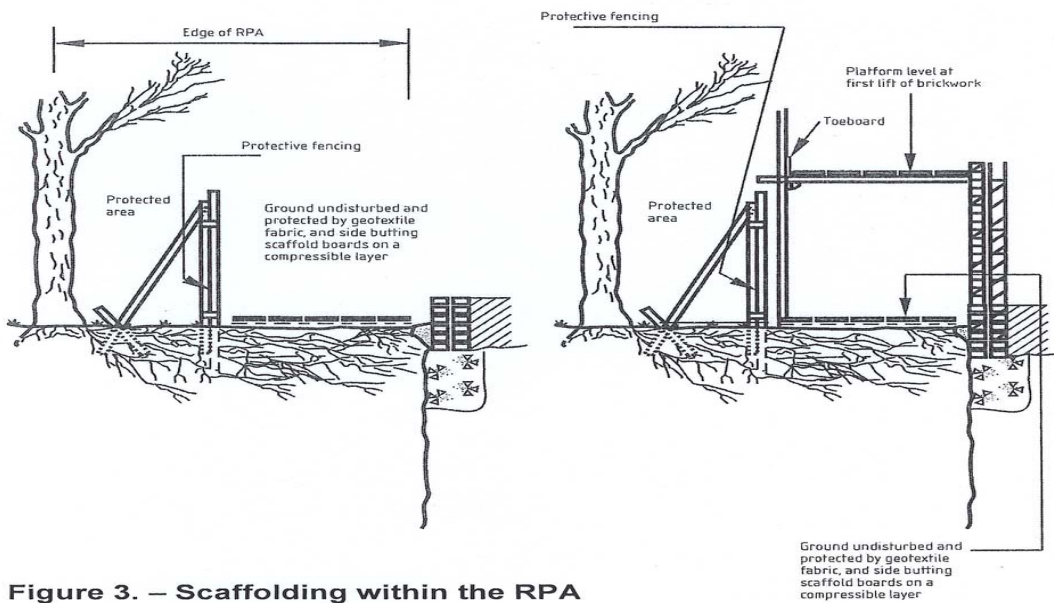 Edge of RPA
Protective fencing
Protected
area
Ground undisturbed and
protected by geotextile
fabric, and side butting
scaffold boards on a
compressible layer
Protective fencing
Platform level at
first lift of brickwork
Toeboard
Protected
area
Ground undisturbed and
protected by geotextile
fabric, and side butting
scaffold boards on a
compressible layer
Figure 3. – Scaffolding within the RPA